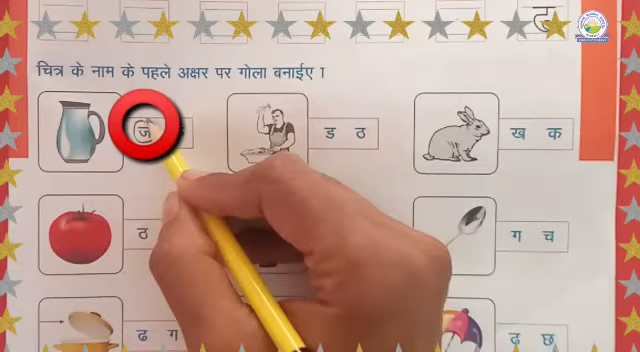 ढ
चित्र के नाम के पहले अक्षर पर गोला बनाईए ।
ज
ड ठ
ख क
ठ
ग च
ढ ग
ढ़ छ